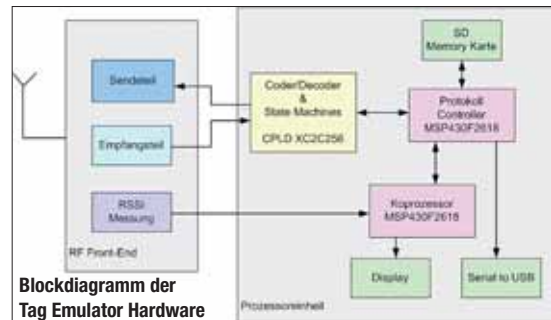 SD
Memory Karte
Sendeteil
Coder/Decoder
&
State Machines
CPLD XC2C256
Protokoll
Controller
MSP430F2618
Empfangsteil
RSSI
Messung
Koprozessor
MSP430F2618
RF Front-End
Display
Serial to USB
Blockdiagramm der
Tag Emulator Hardware
Prozessoreinheit